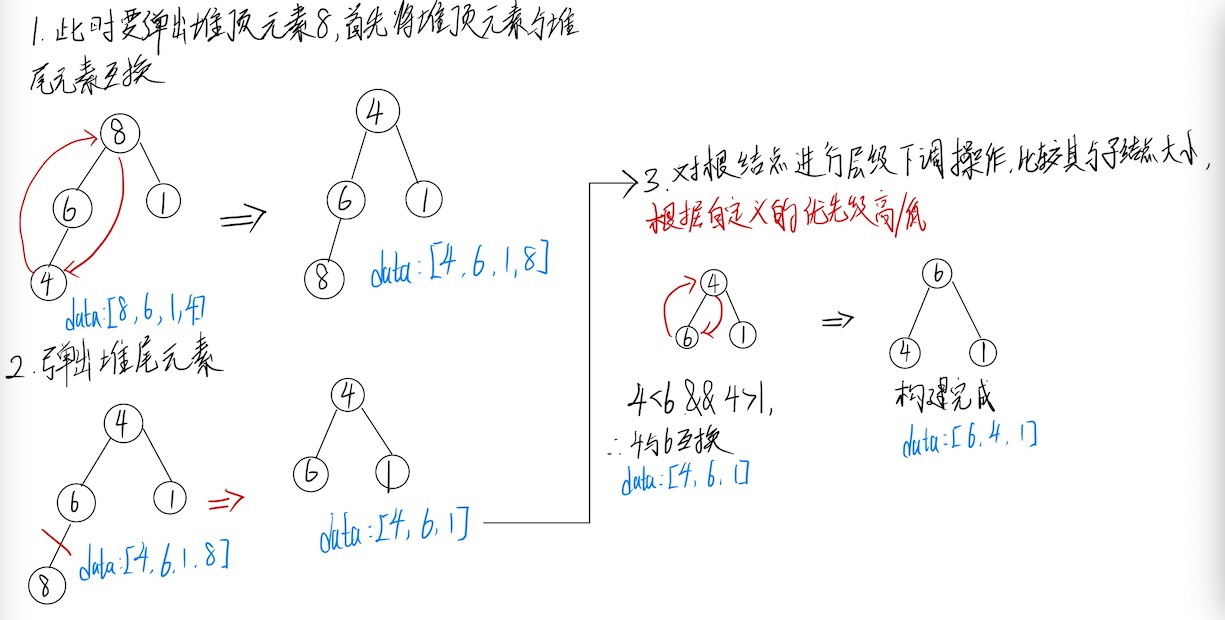 1. 此时要弹出堆顶元素8,首先将堆顶元素与堆
尾元素互换
8
6
1
4
data:[8,6,1,4]
⇒
4
6
1
8
data:[4,6,1,8]
2.弹出堆尾元素
4
6
1
8
data:[4,6,1,8]
⇒
4
6
1
data:[4,6,1]
3.对根结点进行层级下调操作,比较其与子结点大小,
根据自定义的优先级高/低
4
6
1
4<6 && 4>1,
∴4与6互换
data:[4,6,1]
⇒
6
4
1
构建完成
data:[6,4,1]